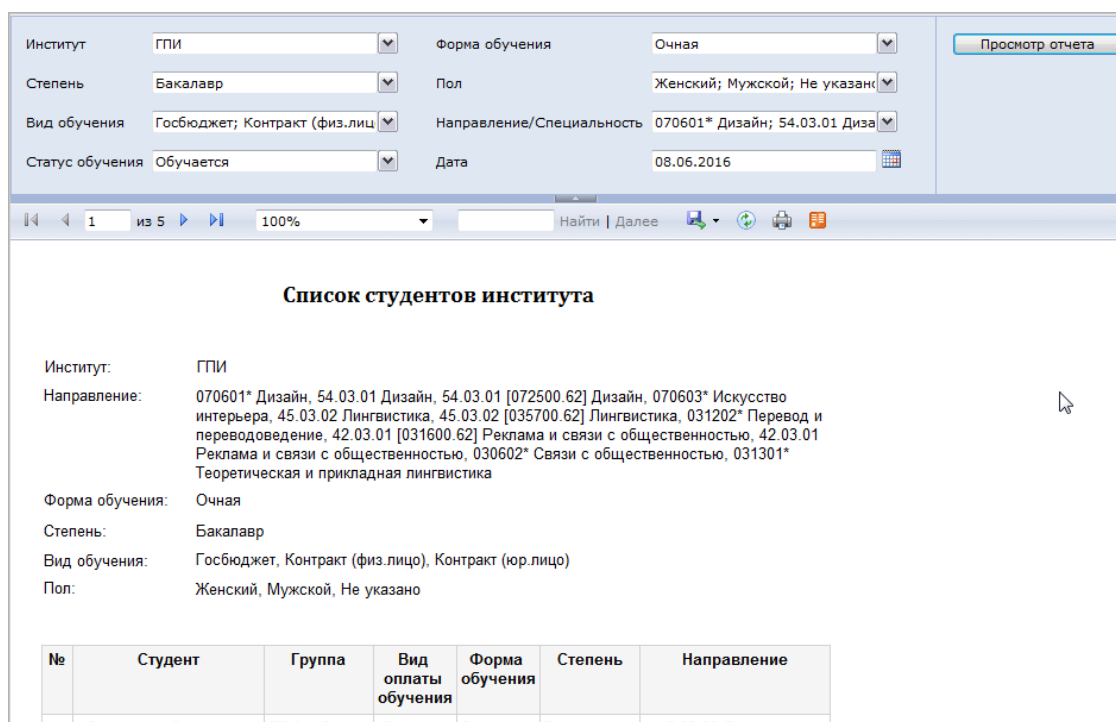 Институт ГПИ Форма обучения Очная Просмотр отчета
Степень Бакалавр Пол Женский; Мужской; Не указано
Вид обучения Госбюджет; Контракт (физ.лиц Направление/Специальность 070601* Дизайн; 54.03.01 Диза
Статус обучения Обучается Дата 08.06.2016
1 из 5 100% Найти | Далее
Список студентов института
Институт: ГПИ
Направление: 070601* Дизайн, 54.03.01 Дизайн, 54.03.01 [072500.62] Дизайн, 070603* Искусство
интерьера, 45.03.02 Лингвистика, 45.03.02 [035700.62] Лингвистика, 031202* Перевод и
переводоведение, 42.03.01 [031600.62] Реклама и связи с общественностью, 42.03.01
Реклама и связи с общественностью, 030602* Связи с общественностью, 031301*
Теоретическая и прикладная лингвистика
Форма обучения: Очная
Степень: Бакалавр
Вид обучения: Госбюджет, Контракт (физ.лицо), Контракт (юр.лицо)
Пол: Женский, Мужской, Не указано
№ Студент Группа Вид Форма Степень Направление
оплаты обучения
обучения